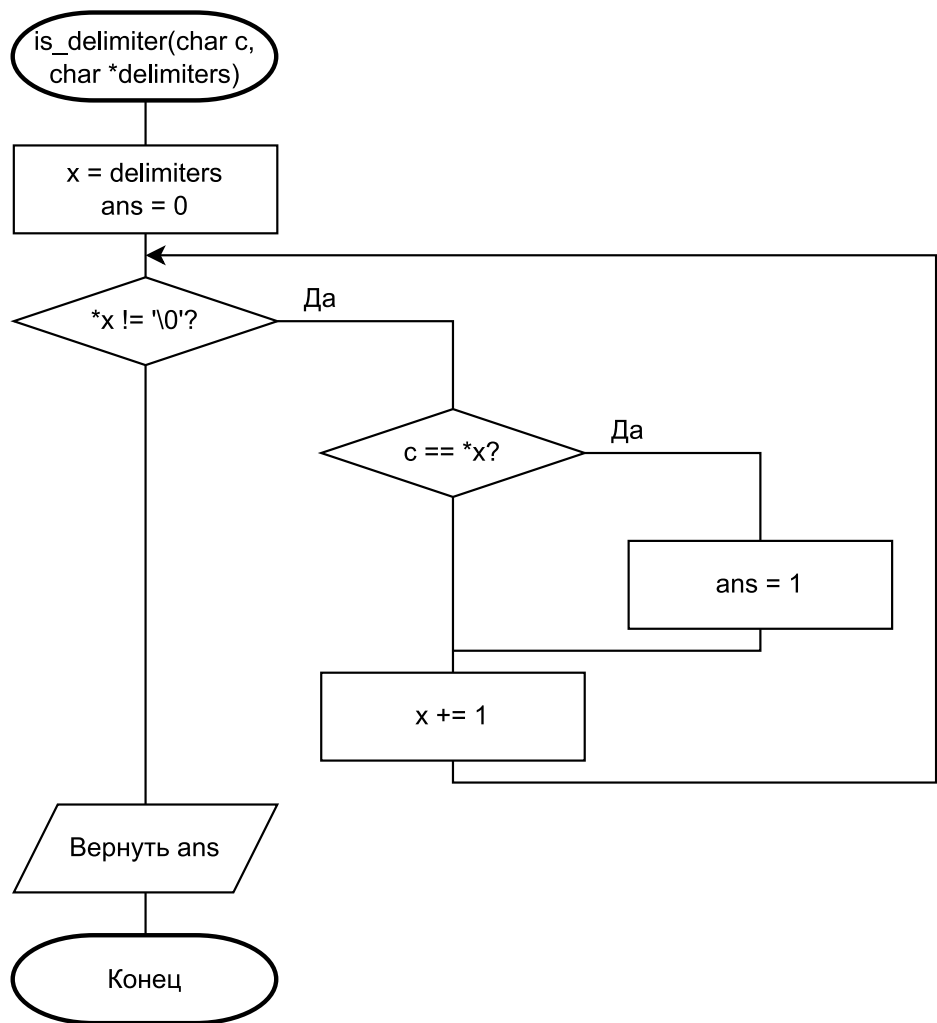 is_delimiter(char c,
char *delimiters)
x = delimiters
ans = 0
*x != '\0'?
Да
c == *x?
Да
ans = 1
x += 1
Вернуть ans
Конец